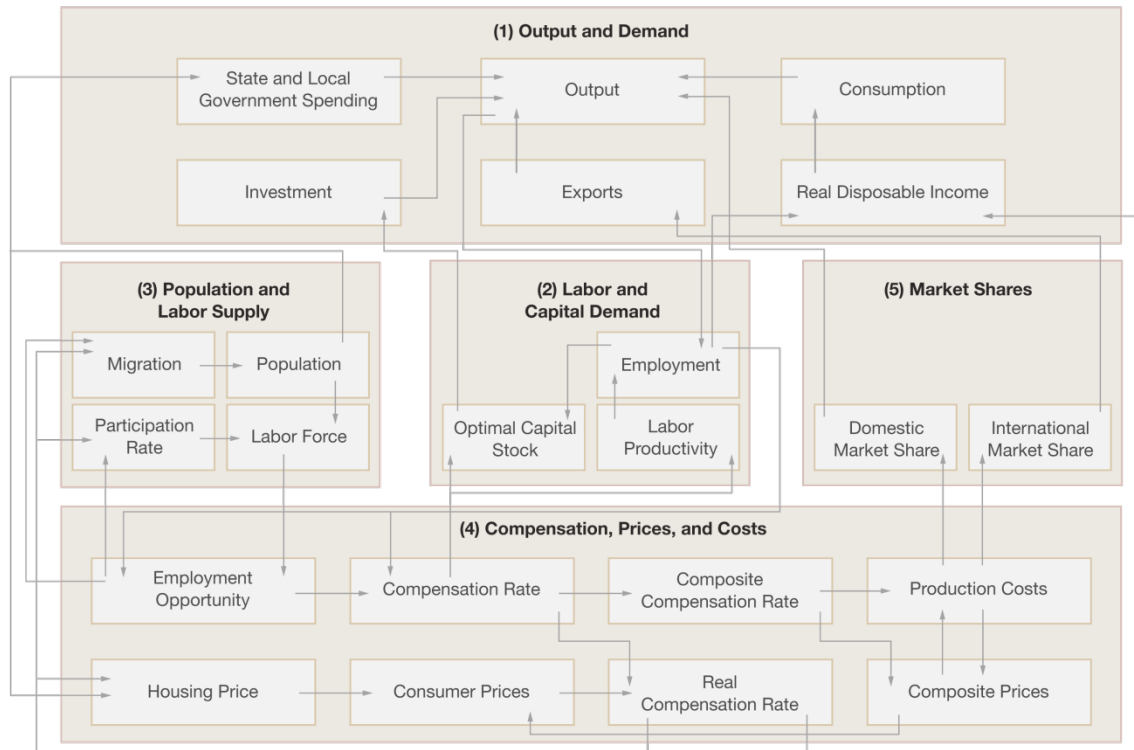 (1) Output and Demand
State and Local
Government Spending
Output
Consumption
Investment
Exports
Real Disposable Income
(3) Population and
Labor Supply
Migration
Population
Participation
Rate
Labor Force
(2) Labor and
Capital Demand
Employment
Optimal Capital
Stock
Labor
Productivity
(5) Market Shares
Domestic
Market Share
International
Market Share
(4) Compensation, Prices, and Costs
Employment
Opportunity
Compensation Rate
Composite
Compensation Rate
Production Costs
Housing Price
Consumer Prices
Real
Compensation Rate
Composite Prices